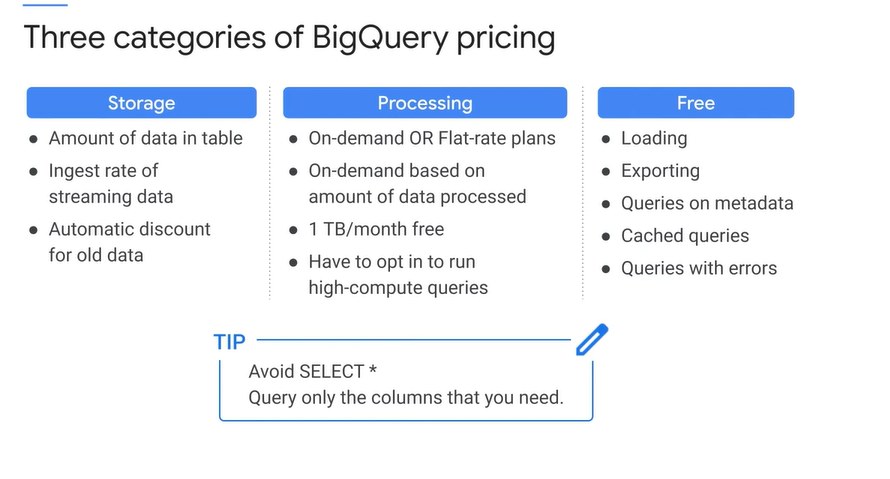 Three categories of BigQuery pricing
Storage
● Amount of data in table
● Ingest rate of
streaming data
● Automatic discount
for old data
Processing
● On-demand OR Flat-rate plans
● On-demand based on
amount of data processed
● 1 TB/month free
● Have to opt in to run
high-compute queries
Free
● Loading
● Exporting
● Queries on metadata
● Cached queries
● Queries with errors
TIP
Avoid SELECT *
Query only the columns that you need.